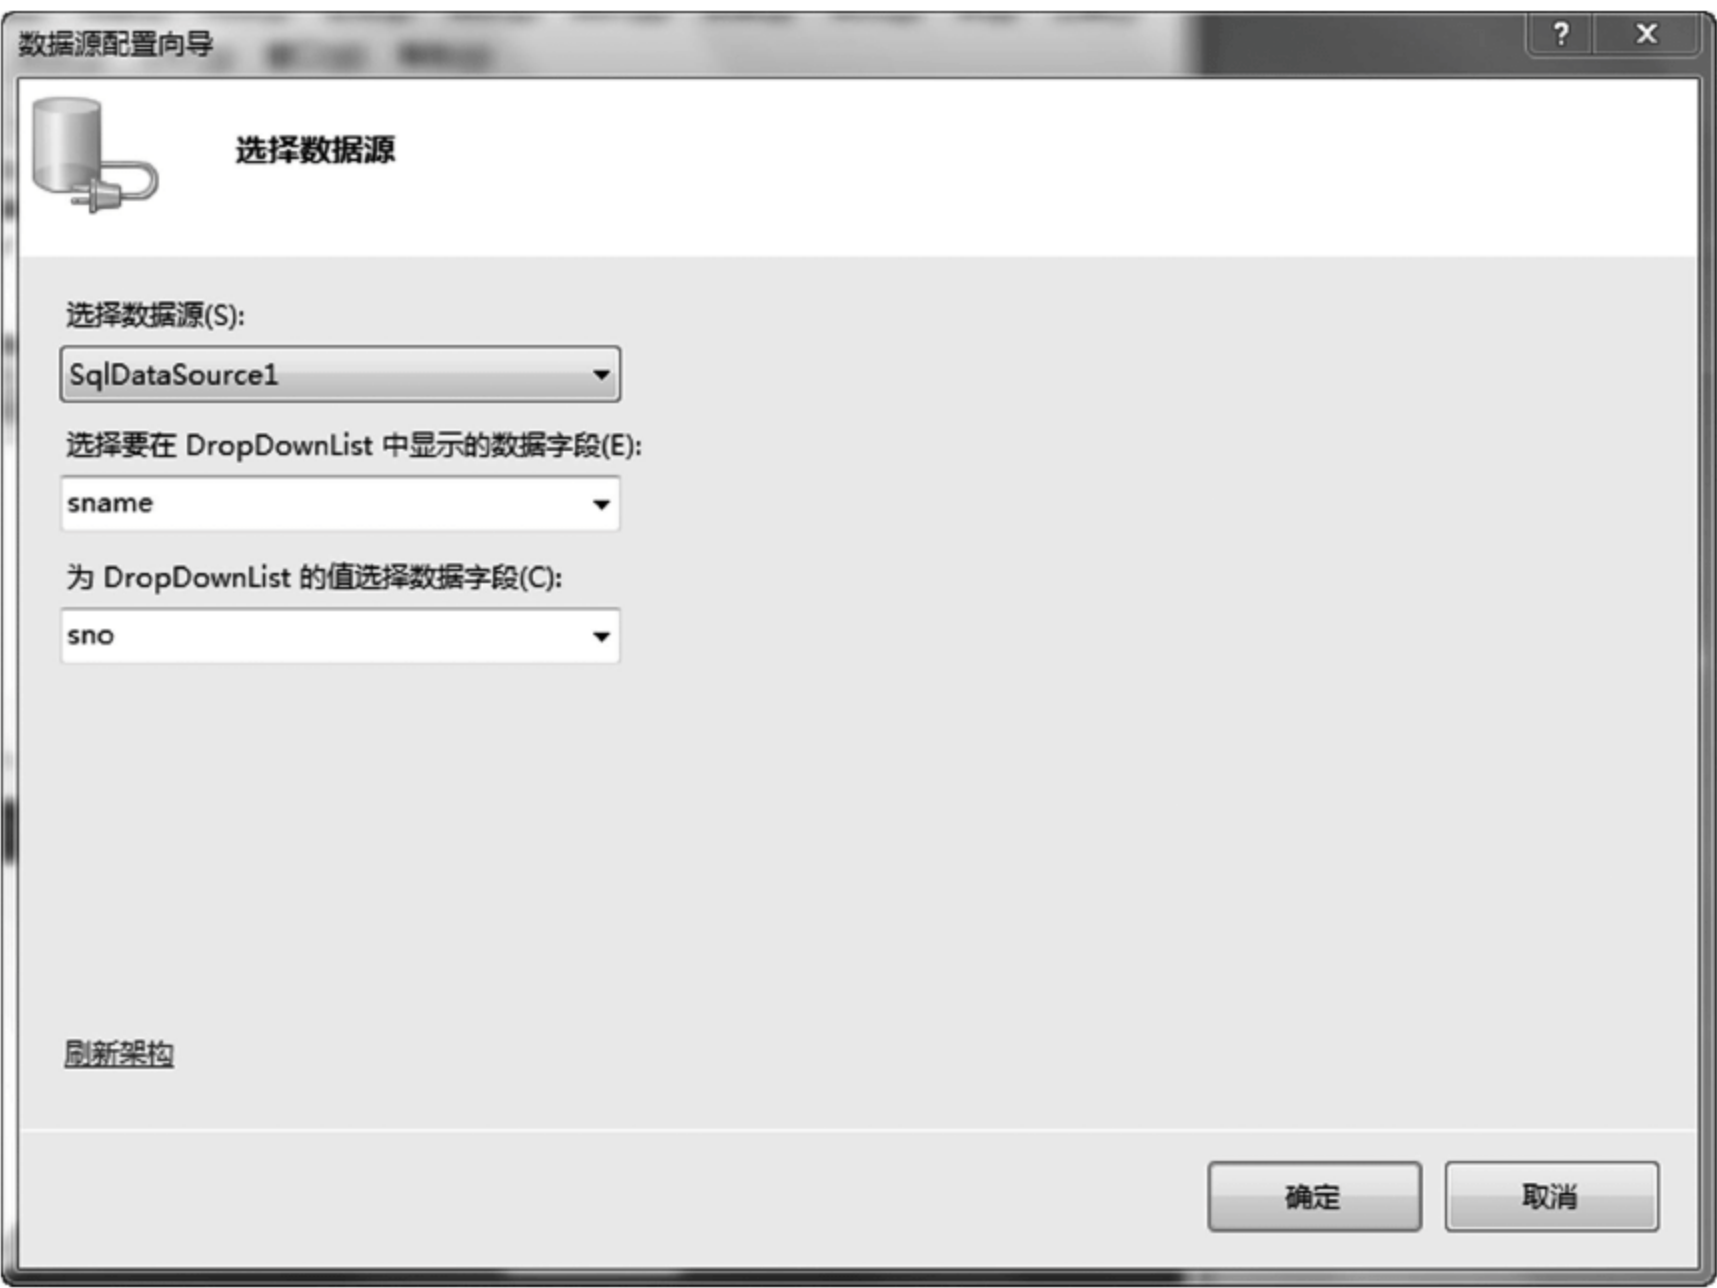 数据源配置向导
选择数据源
选择数据源(S):
SqlDataSource1
选择要在 DropDownList 中显示的数据字段(E):
sname
为 DropDownList 的值选择数据字段(C):
sno
刷新架构
确定
取消